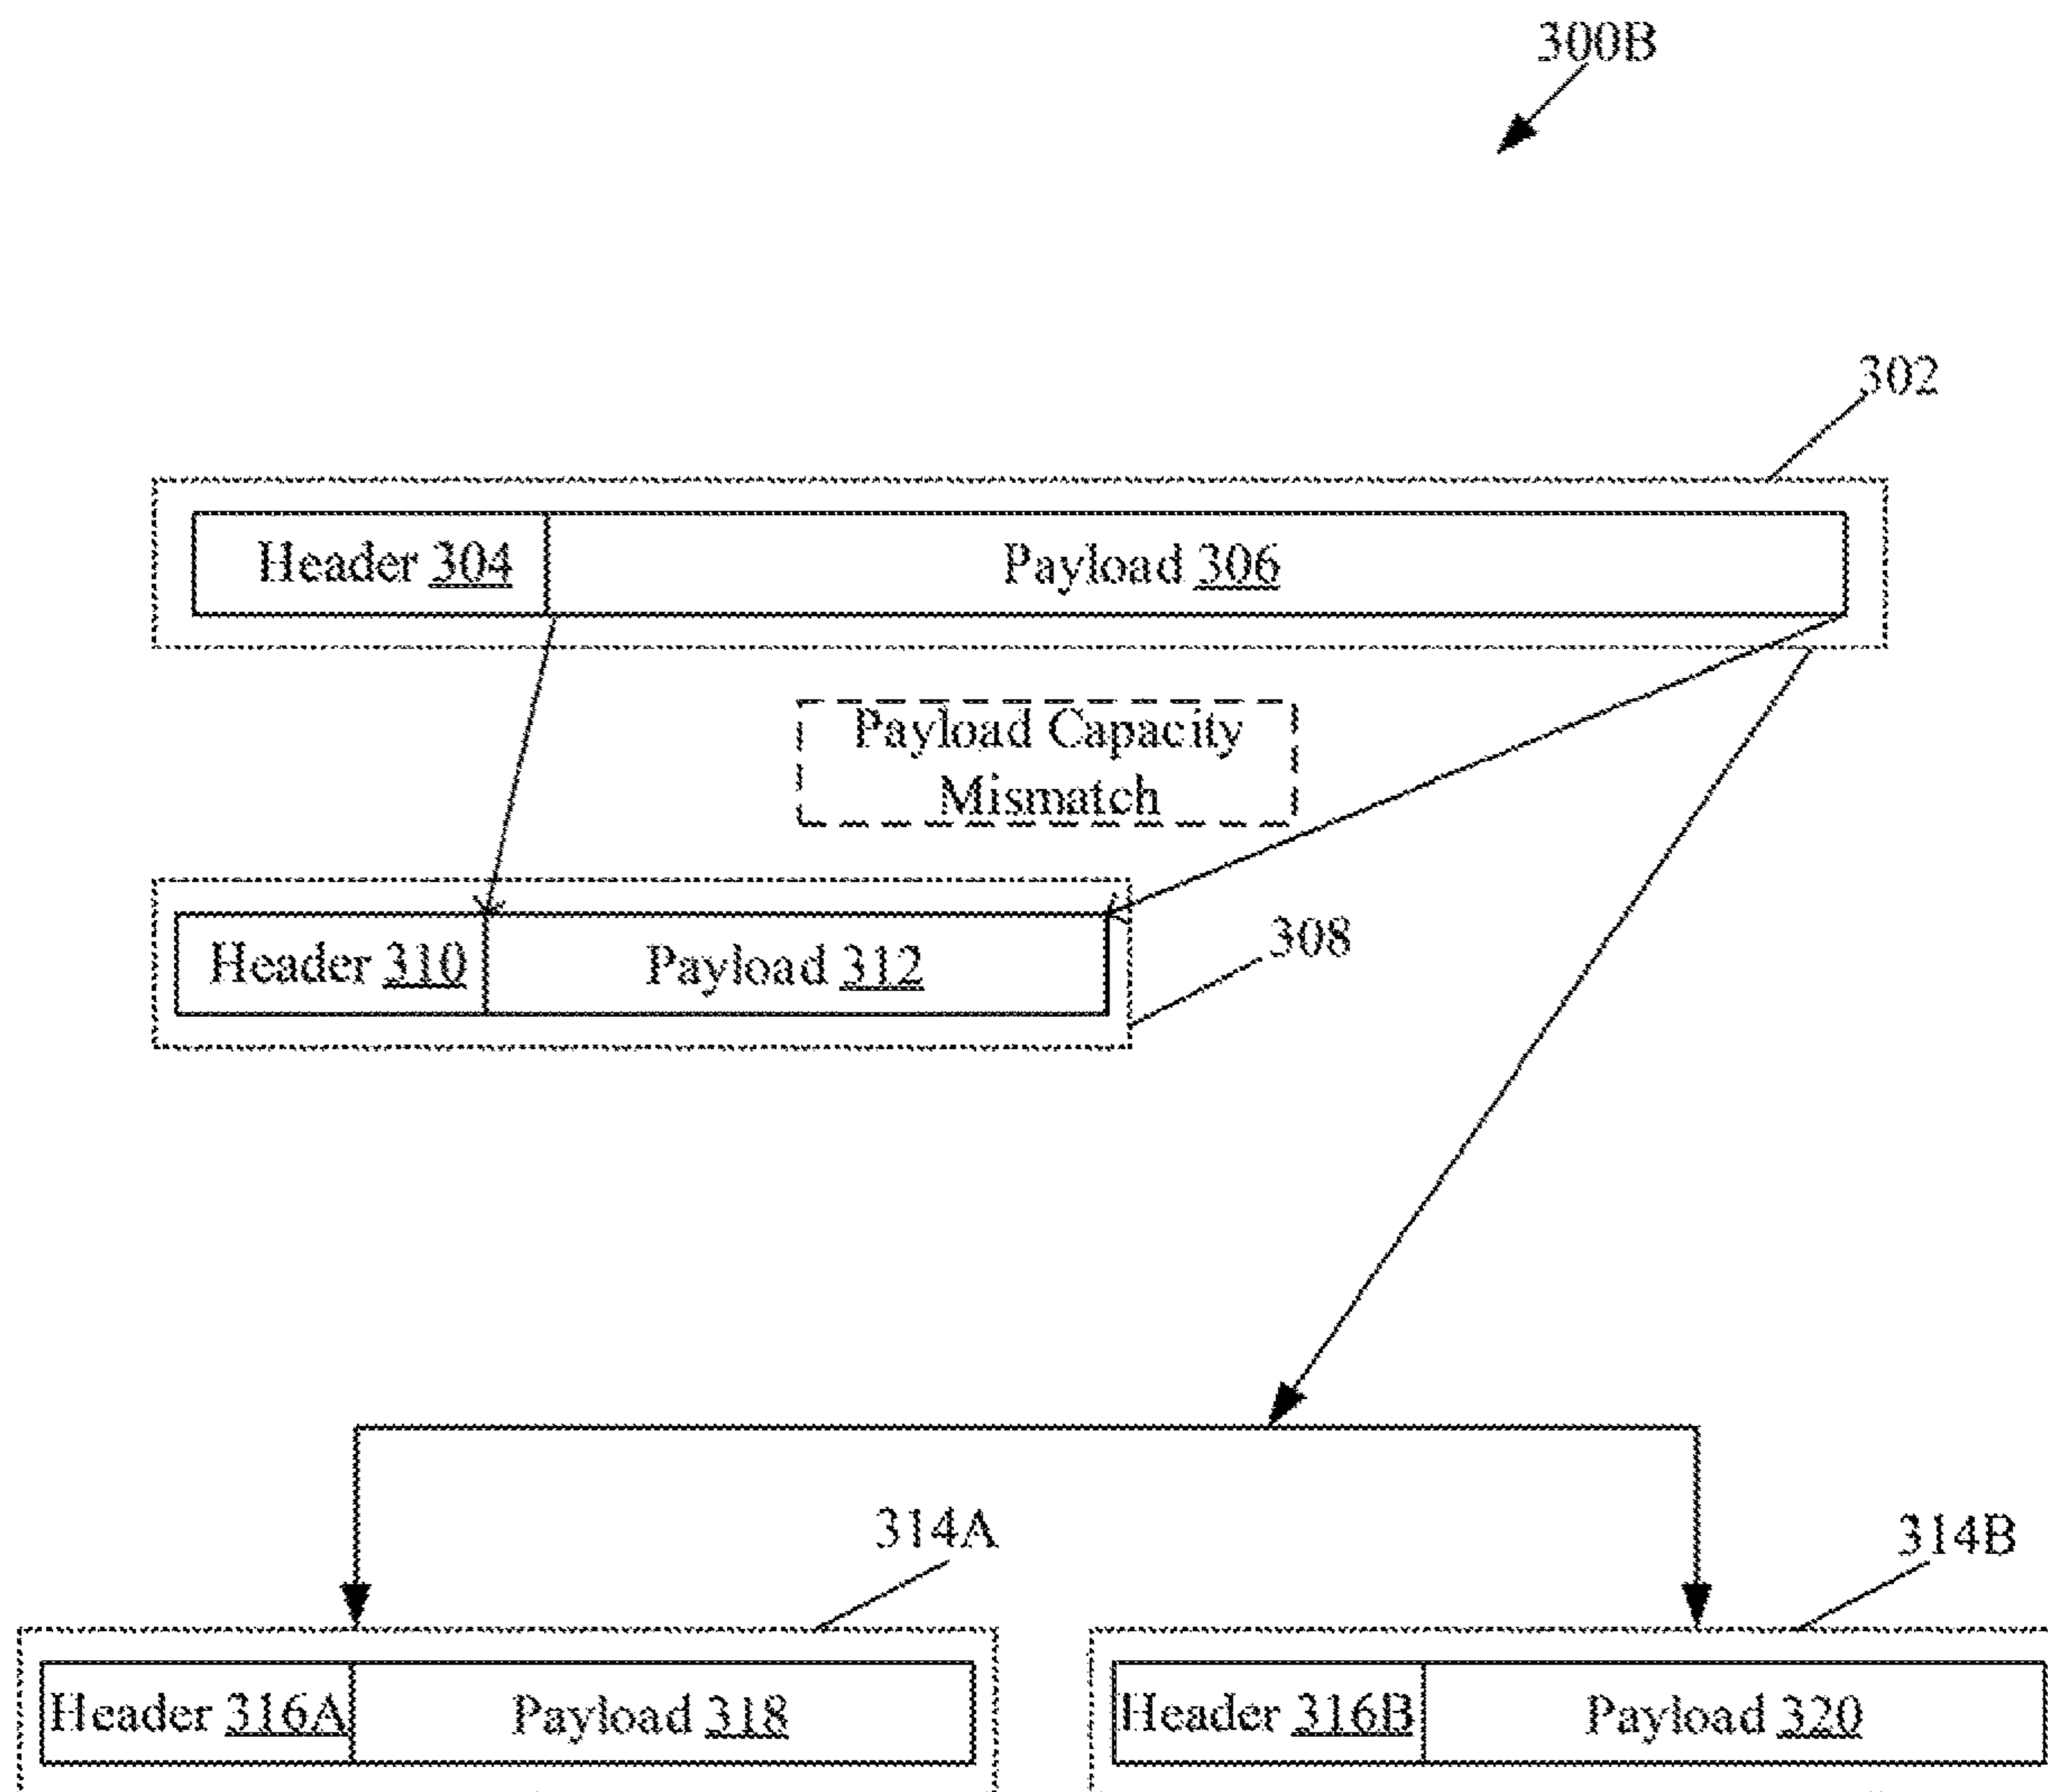 300B
302
Header 304
Payload 306
Payload Capacity
Mismatch
Header 310
Payload 312
308
314A
314B
Header 316A
Payload 318
Header 316B
Payload 320